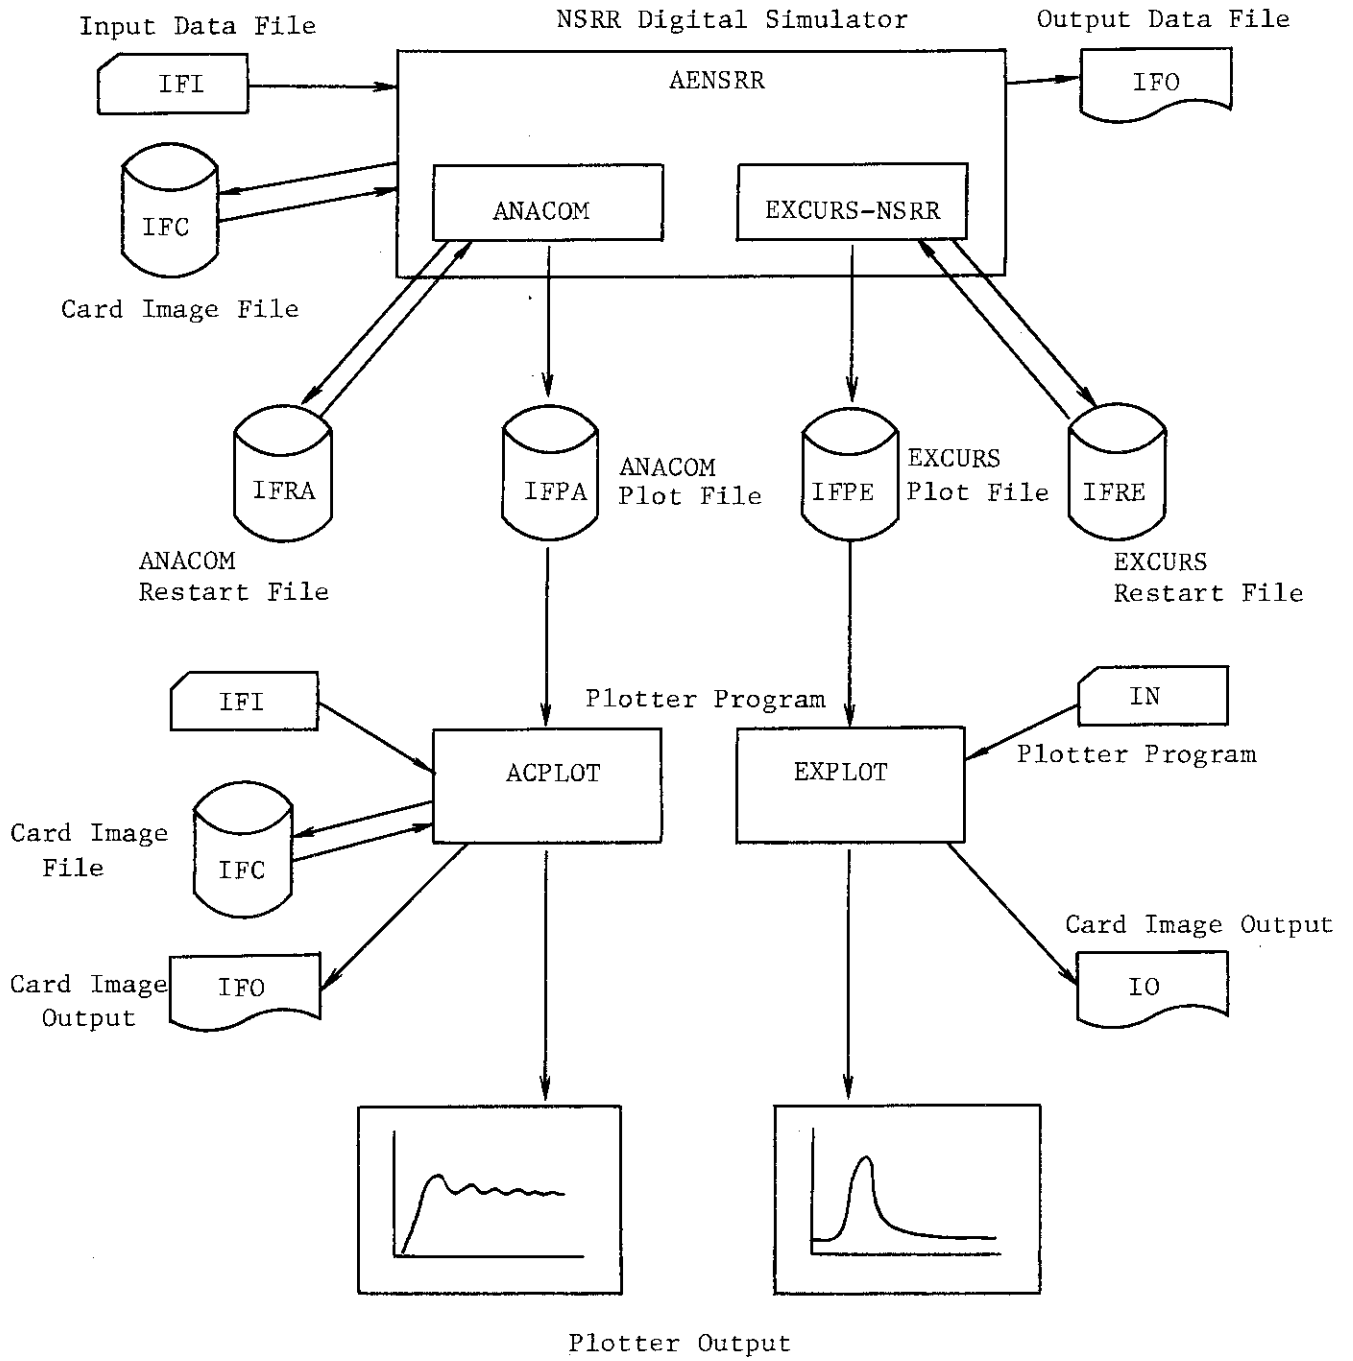 NSRR Digital Simulator
Input Data File
Output Data File
IFI
AENSRR
IFO
IFC
ANACOM
EXCURS-NSRR
Card Image File
IFRA
IFPA
ANACOM
Plot File
IFPE
EXCURS
Plot File
IFRE
ANACOM
Restart File
EXCURS
Restart File
IFI
Plotter Program
IN
Plotter Program
ACPLOT
EXPLOT
Card Image
File
IFC
Card Image Output
Card Image
Output
IFO
IO
Plotter Output